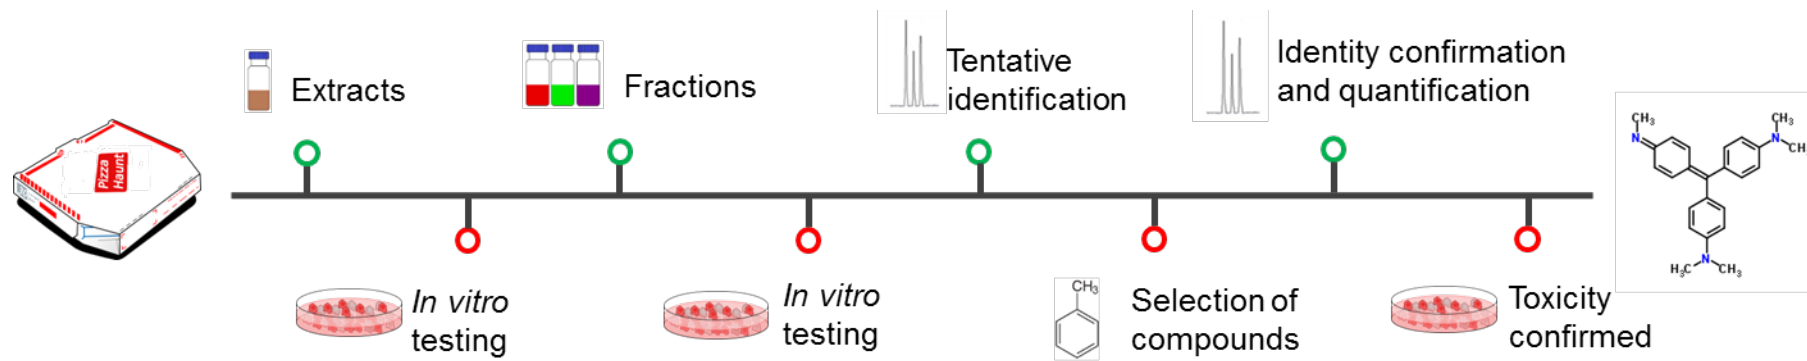 Extracts
Fractions
Tentative
identification
Identity confirmation
and quantification
Pizza
Haunt
In vitro
testing
In vitro
testing
CH₃
Selection of
compounds
Toxicity
confirmed
CH₃
N
CH₃
N
CH₃
N
H₃C
CH₃